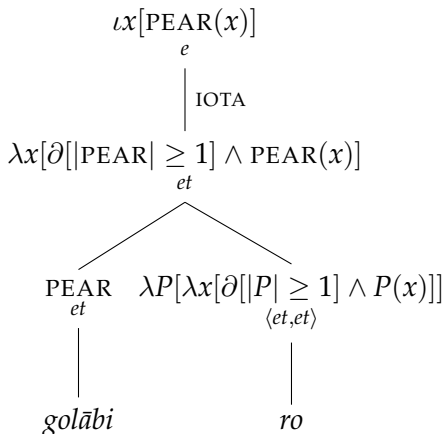 ιx[PEAR(x)]
e
IOTA
λx[∂[|PEAR| ≥ 1] ∧ PEAR(x)]
et
PEAR λP[λx[∂[|P| ≥ 1] ∧ P(x)]]
et ⟨et,et⟩
golābi ro